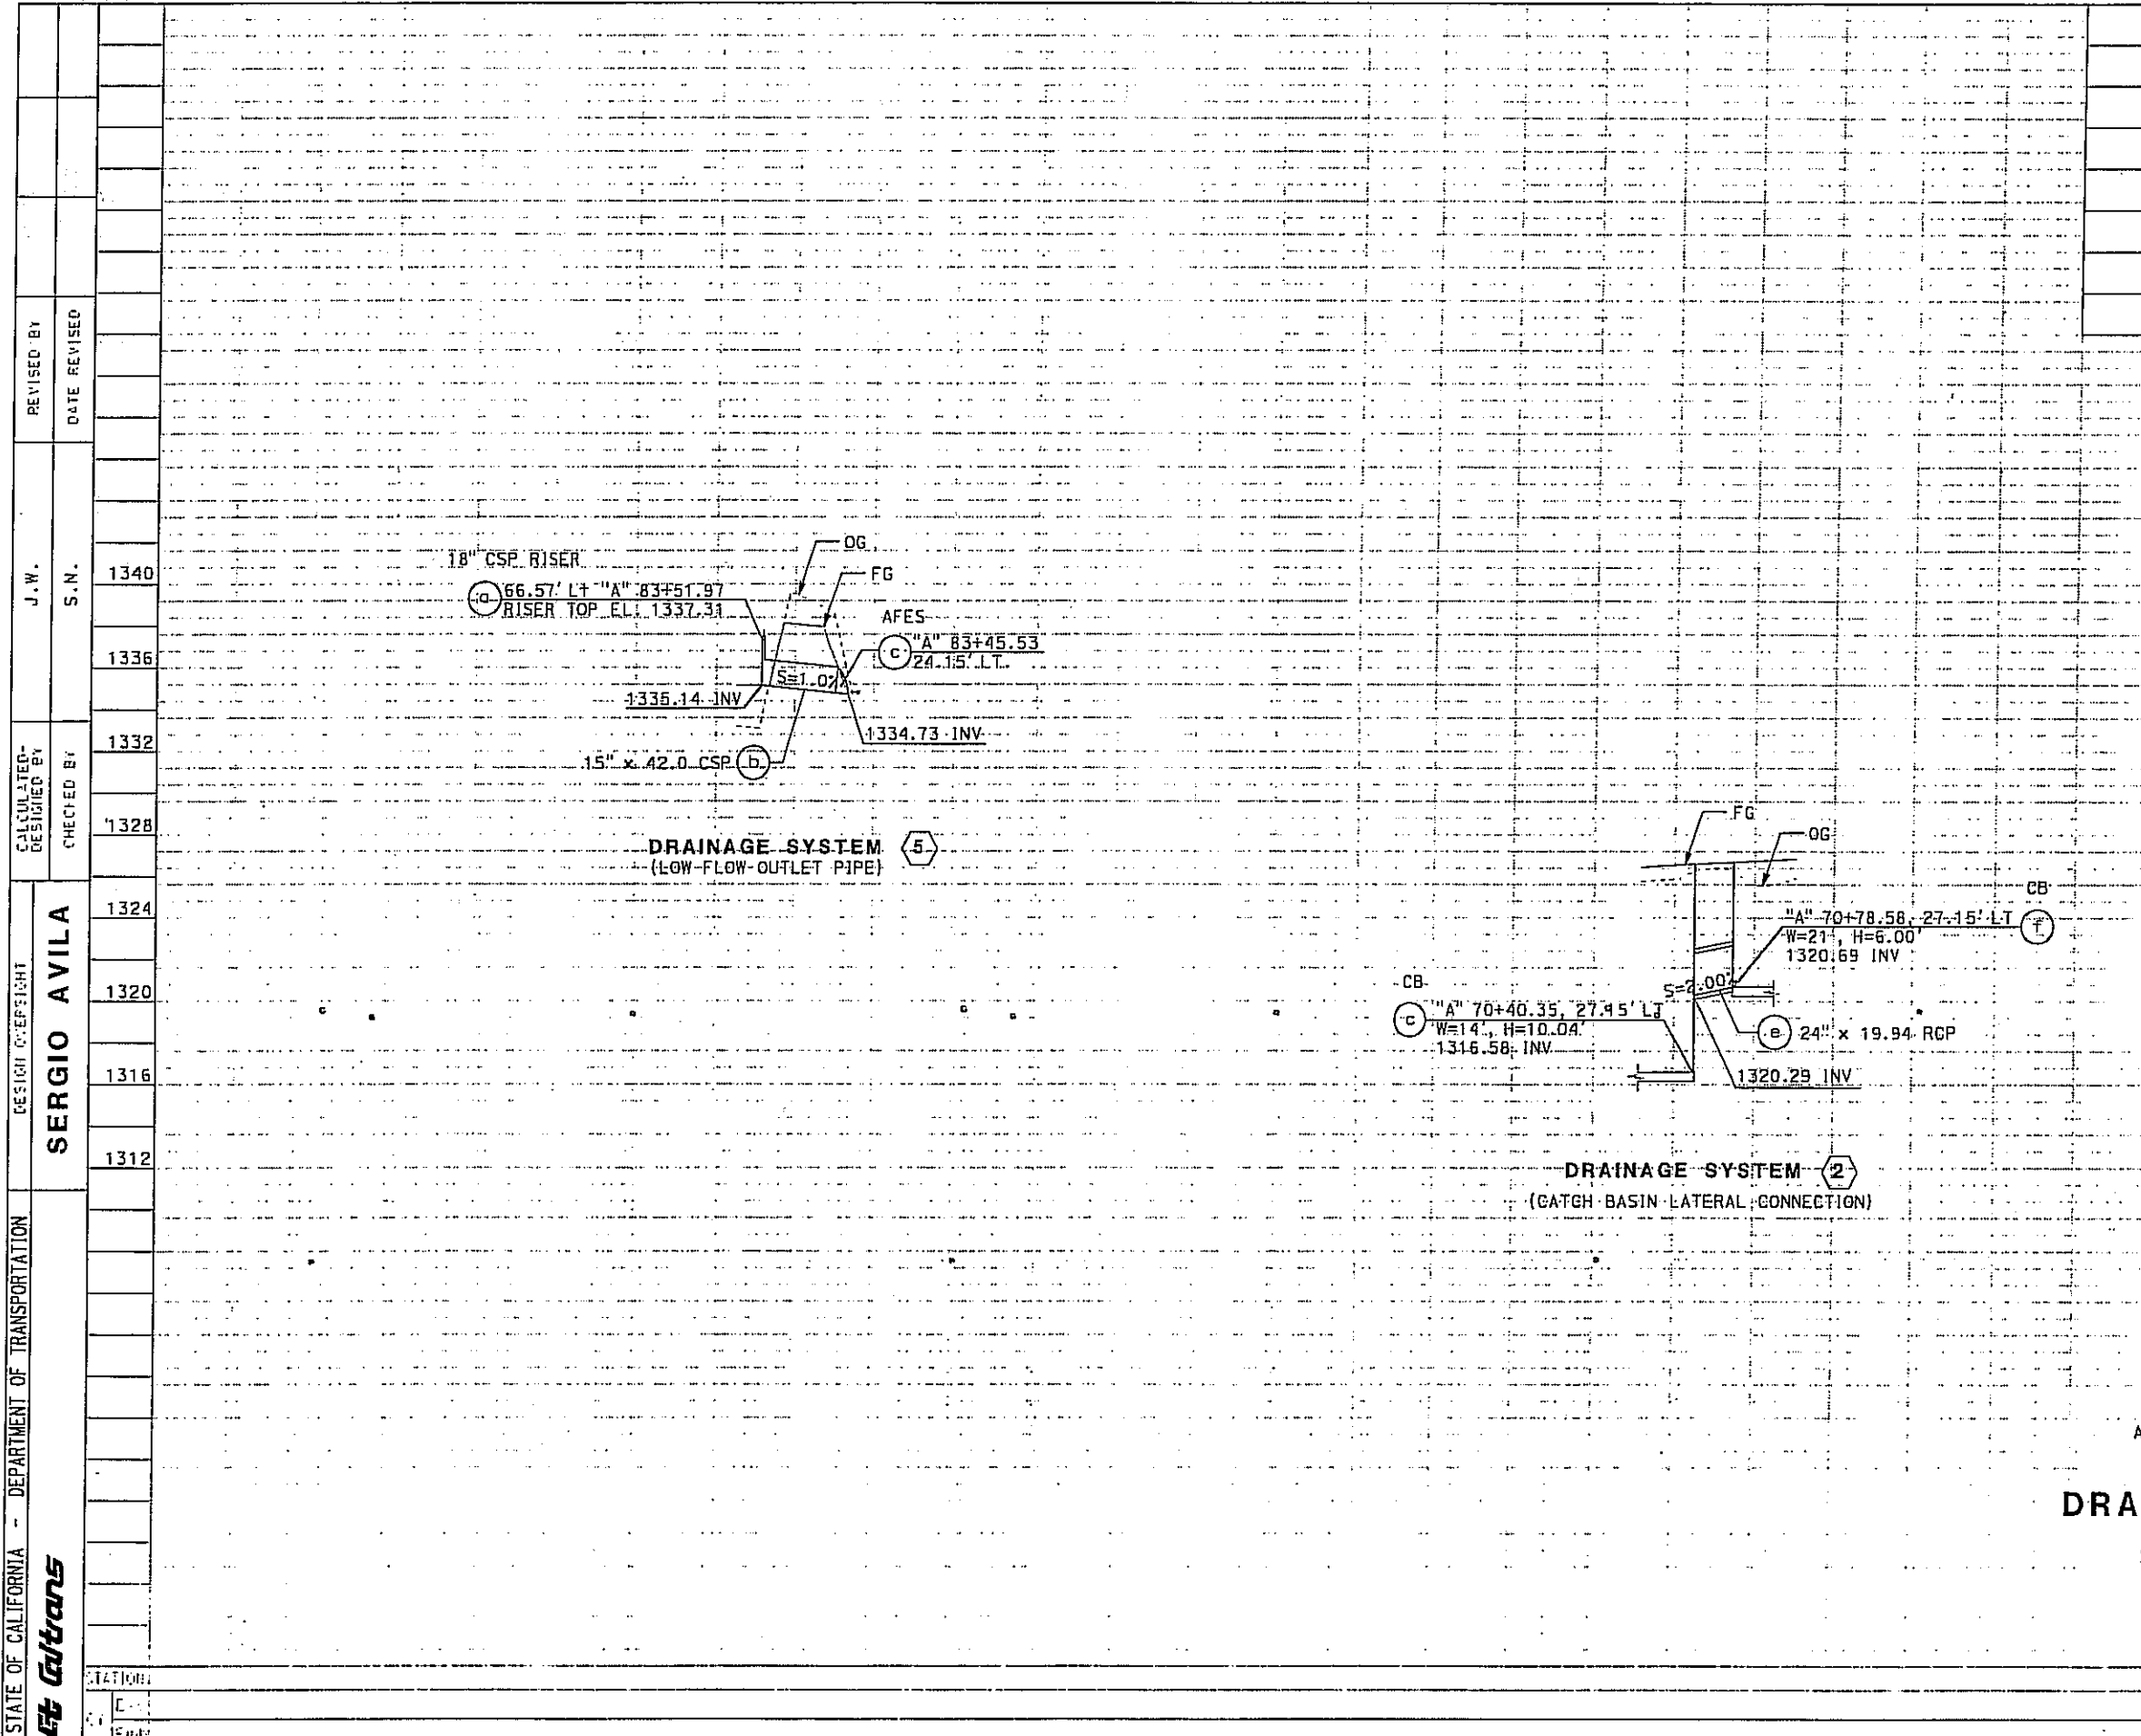 REVISED BY
DATE REVISED
J.W.
S.N.
CALCULATED-
DESIGNED BY
CHECKED BY
DESIGN OVERSIGHT
SERGIO AVILA
STATE OF CALIFORNIA - DEPARTMENT OF TRANSPORTATION
Caltrans
1340
1336
1332
1328
1324
1320
1316
1312
18" CSP RISER
a
66.57' Lt "A" 83+51.97
RISER TOP EL. 1337.31
OG
FG
AFES
c
"A" 83+45.53
24.15' LT
S=1.0%
1335.14 INV
1334.73 INV
15" x 42.0 CSP
b
DRAINAGE SYSTEM 5
(LOW FLOW OUTLET PIPE)
FG
OG
CB
"A" 70+78.58, 27.15' LT
f
W=21', H=6.00'
1320.69 INV
S=2.00%
CB
c
"A" 70+40.35, 27.15' LT
W=14', H=10.04'
1316.58 INV
e
24" x 19.94 RCP
1320.29 INV
DRAINAGE SYSTEM 2
(CATCH BASIN LATERAL CONNECTION)
A
DRA
STATION